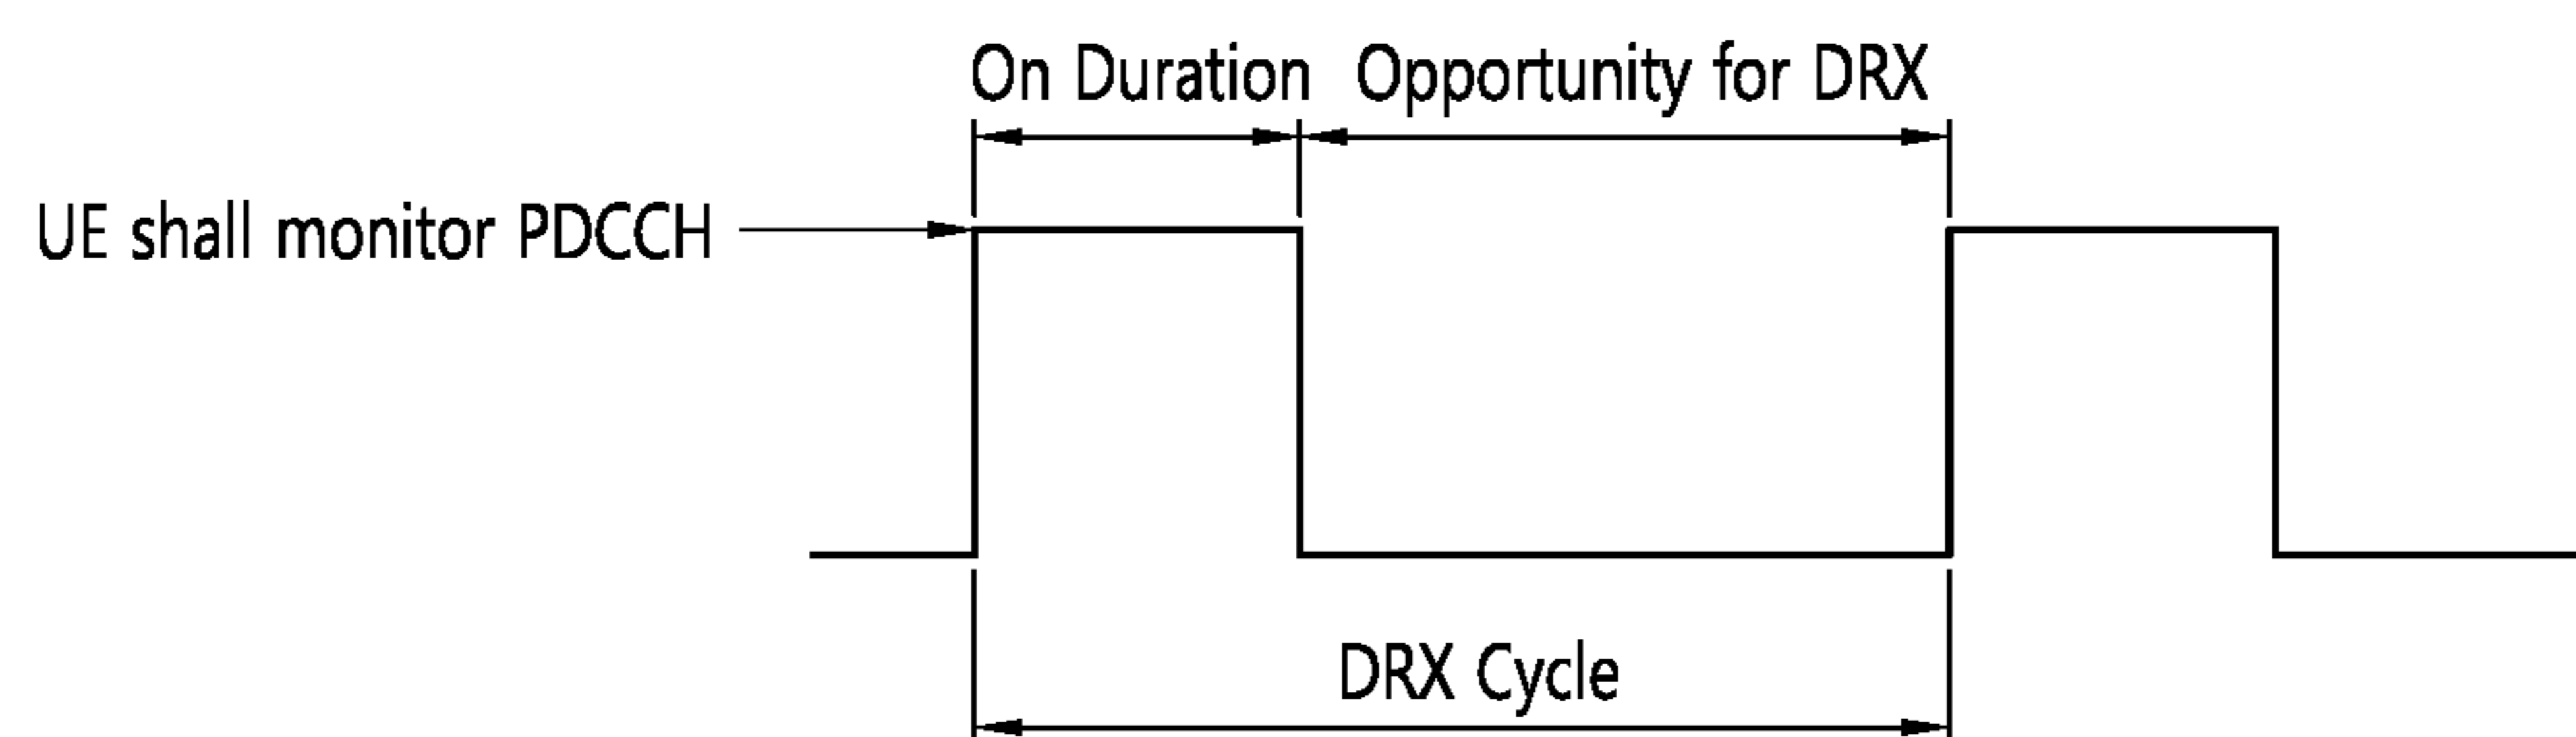 On Duration
Opportunity for DRX
UE shall monitor PDCCH
DRX Cycle